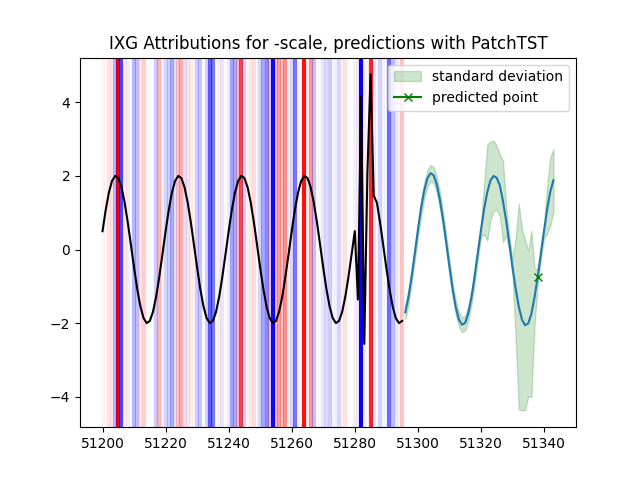 IXG Attributions for -scale, predictions with PatchTST
standard deviation
predicted point
4
2
0
−2
−4
51200 51220 51240 51260 51280 51300 51320 51340